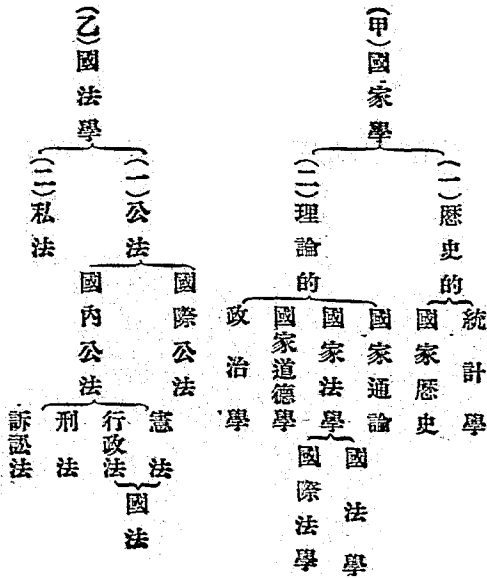 (甲)國家學
(一)歷史的
統計學
國家歷史
(二)理論的
國家通論
國家法學
國法學
國際法學
國家道德學
政治學
(乙)國法學
(一)公法
國際公法
國內公法
憲法
行政法
國法
刑法
訴訟法
(二)私法